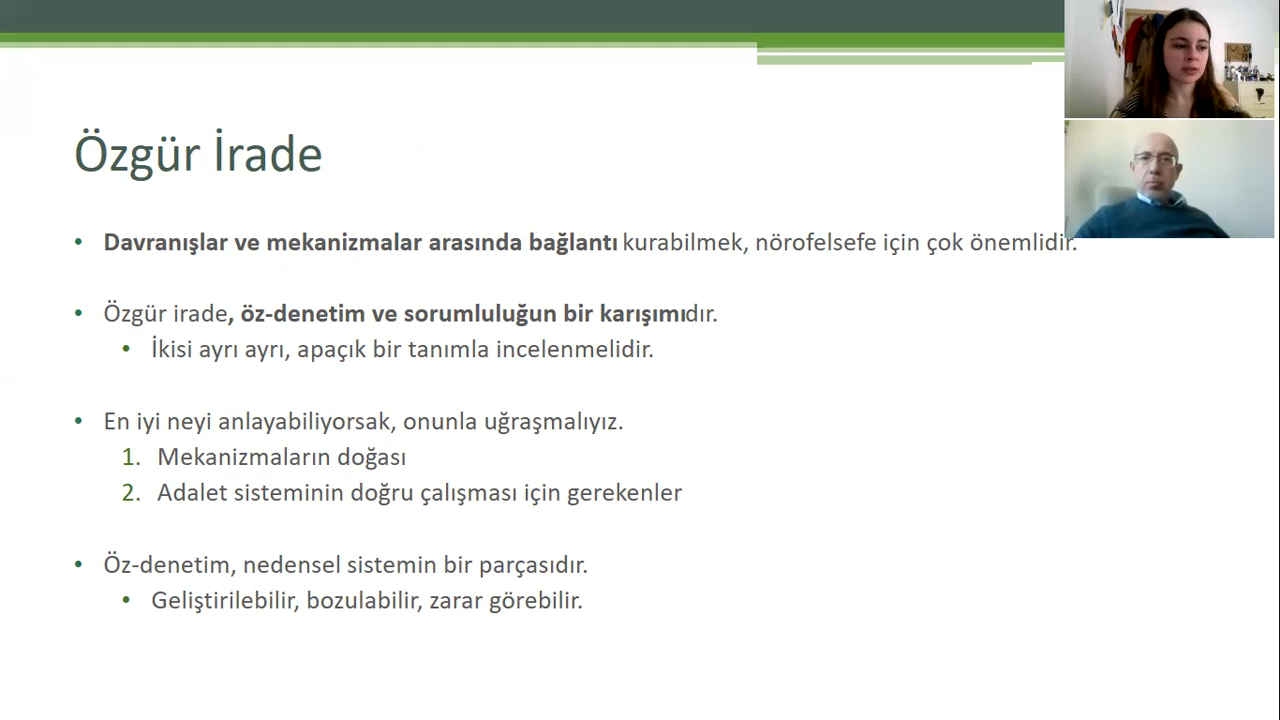 Özgür İrade
• Davranışlar ve mekanizmalar arasında bağlantı kurabilmek, nörofelsefe için çok önemlidir.
• Özgür irade, öz-denetim ve sorumluluğun bir karışımıdır.
• İkisi ayrı ayrı, apaçık bir tanımla incelenmelidir.
• En iyi neyi anlayabiliyorsak, onunla uğraşmalıyız.
1. Mekanizmaların doğası
2. Adalet sisteminin doğru çalışması için gerekenler
• Öz-denetim, nedensel sistemin bir parçasıdır.
• Geliştirilebilir, bozulabilir, zarar görebilir.